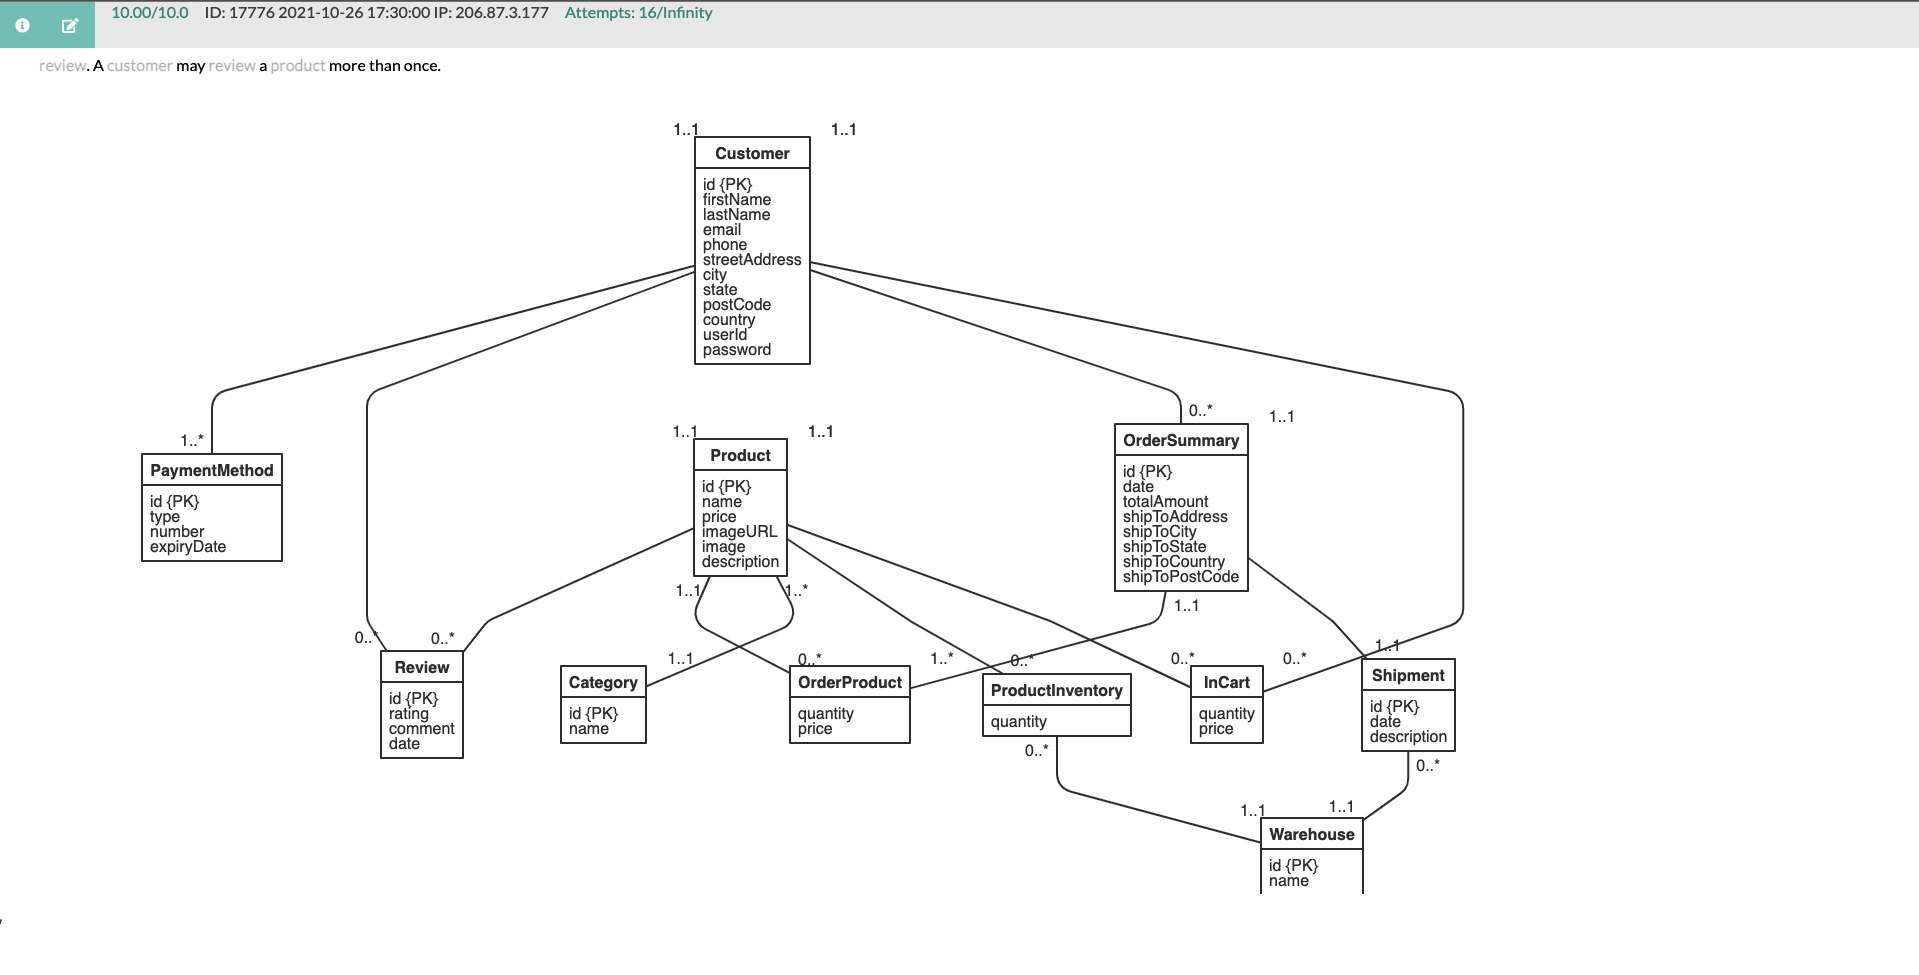 10.00/10.0 ID: 17776 2021-10-26 17:30:00 IP: 206.87.3.177 Attempts: 16/Infinity
review. A customer may review a product more than once.
1..1 1..1
Customer
id {PK}
firstName
lastName
email
phone
streetAddress
city
state
postCode
country
userId
password
1..*
PaymentMethod
id {PK}
type
number
expiryDate
1..1 1..1
Product
id {PK}
name
price
imageURL
image
description
1..1 1..*
0..* 1..1
OrderSummary
id {PK}
date
totalAmount
shipToAddress
shipToCity
shipToState
shipToCountry
shipToPostCode
1..1
0..* 0..*
Review
id {PK}
rating
comment
date
1..1
Category
id {PK}
name
0..* 1..*
OrderProduct
quantity
price
0..*
ProductInventory
quantity
0..*
0..* 0..*
InCart
quantity
price
1..1
Shipment
id {PK}
date
description
0..*
1..1 1..1
Warehouse
id {PK}
name